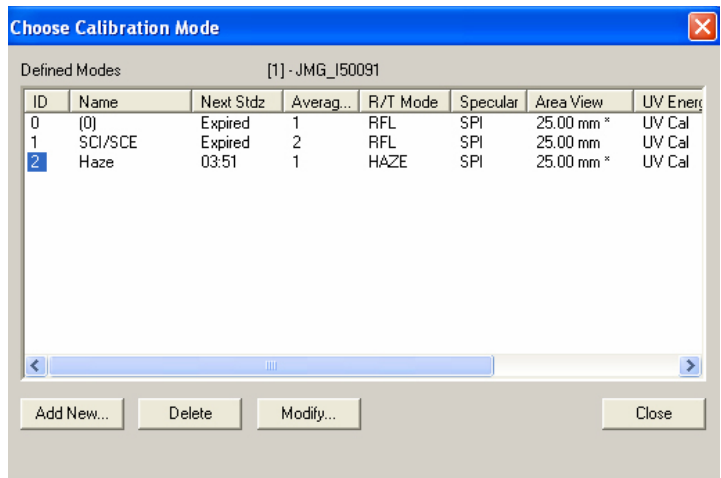 Choose Calibration Mode
Defined Modes [1] - JMG_I50091
ID Name Next Stdz Averag... R/T Mode Specular Area View UV Energ
0 (0) Expired 1 RFL SPI 25.00 mm * UV Cal
1 SCI/SCE Expired 2 RFL SPI 25.00 mm UV Cal
2 Haze 03:51 1 HAZE SPI 25.00 mm * UV Cal
Add New... Delete Modify... Close